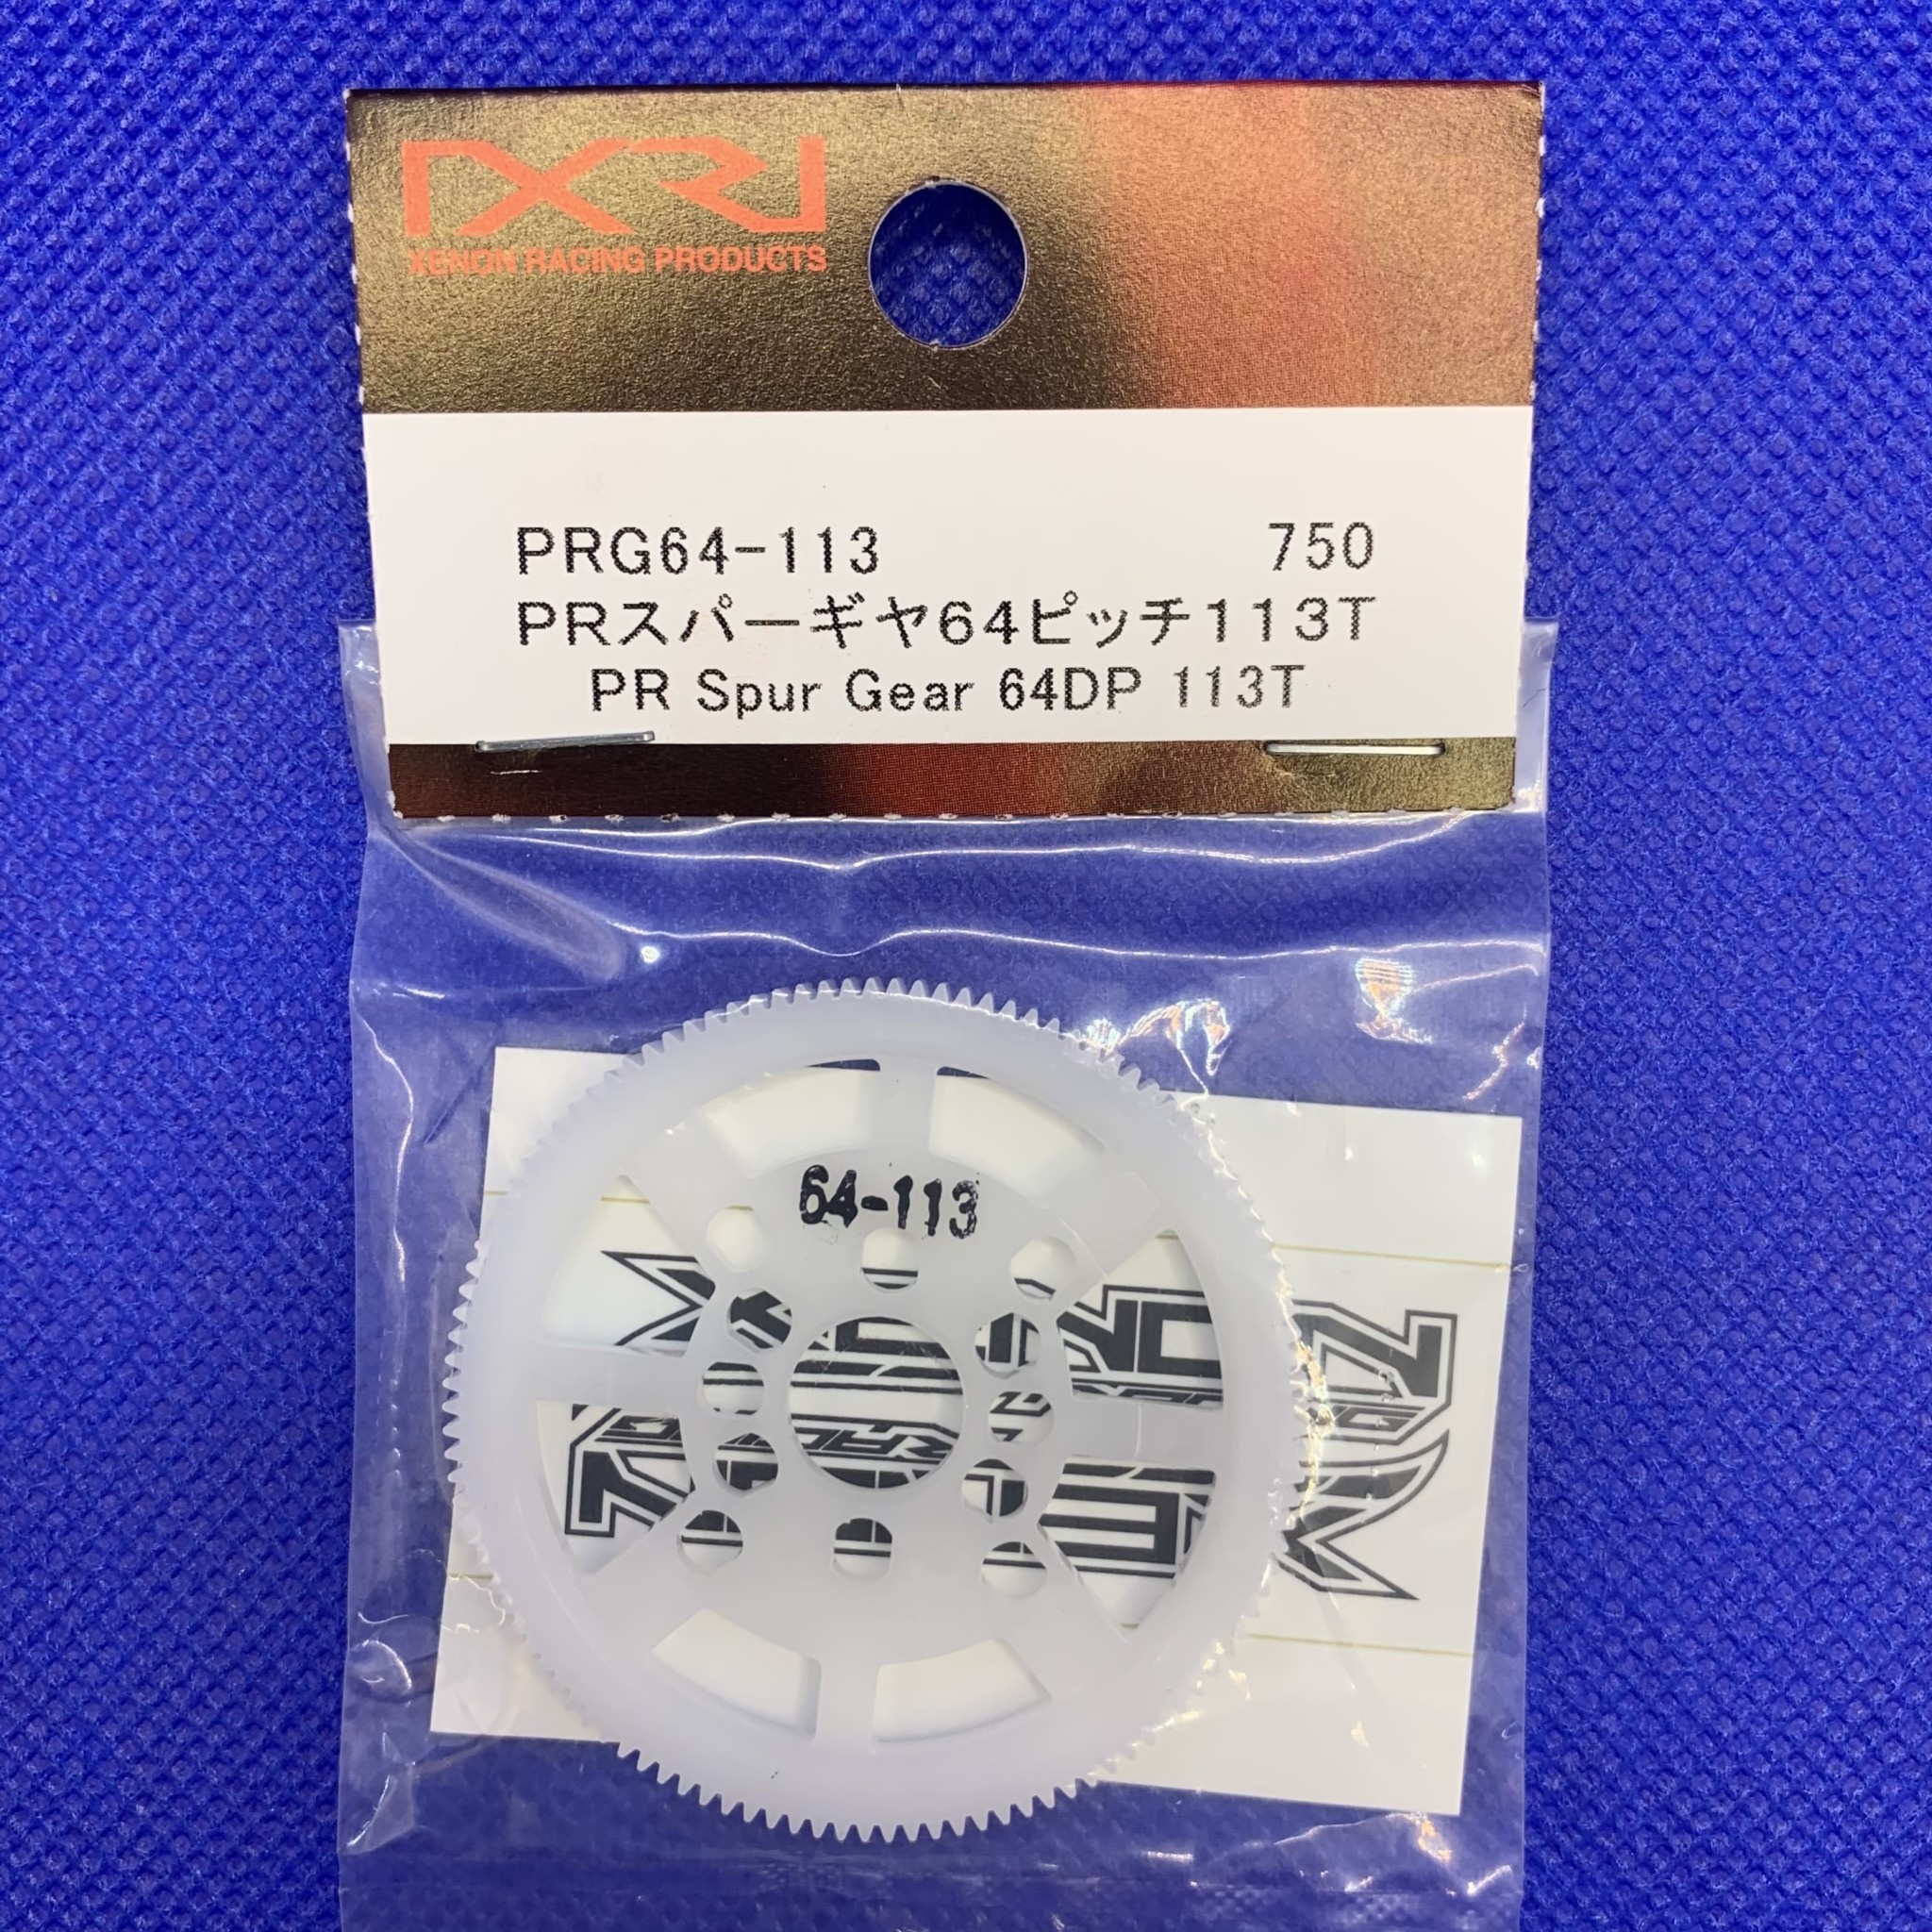 XRP
XENON RACING PRODUCTS
PRG64-113 750
PRスパーギヤ64ピッチ113T
PR Spur Gear 64DP 113T
64-113